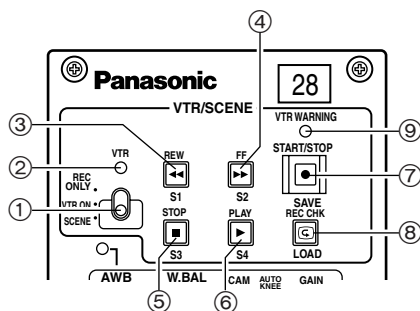 ④
Panasonic
28
VTR/SCENE
③
VTR WARNING
⑨
②
VTR
REW
FF
START/STOP
REC
ONLY
S1
S2
⑦
①
VTR ON
SCENE
STOP
PLAY
SAVE
REC CHK
⑧
S3
S4
LOAD
AWB
W.BAL
CAM
AUTO
KNEE
GAIN
⑤
⑥